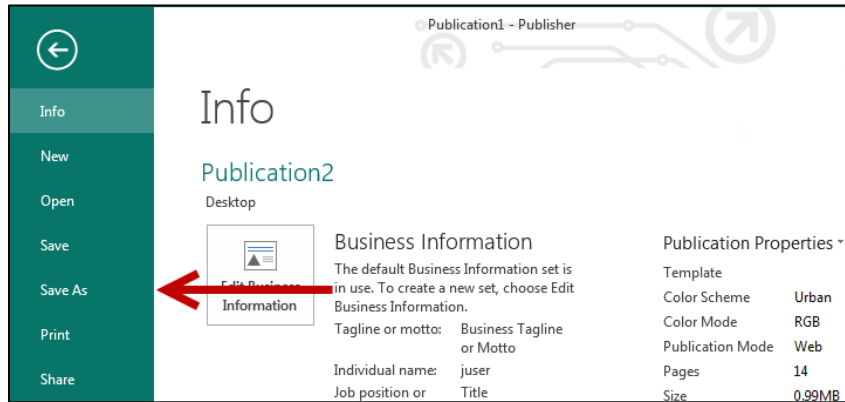 Publication1 - Publisher
Info
New
Open
Save
Save As
Print
Share
Info
Publication2
Desktop
Edit Business
Information
Business Information
The default Business Information set is
in use. To create a new set, choose Edit
Business Information.
Tagline or motto: Business Tagline
or Motto
Individual name: juser
Job position or Title
Publication Properties
Template
Color Scheme Urban
Color Mode RGB
Publication Mode Web
Pages 14
Size 0.99MB